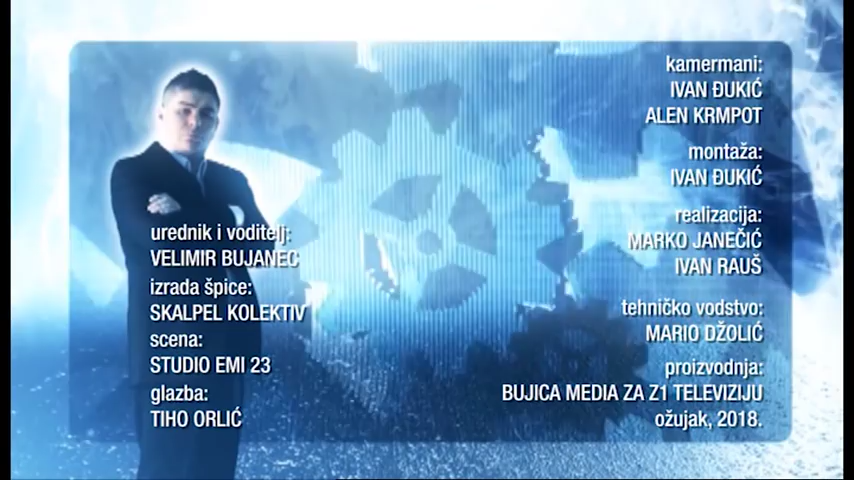 urednik i voditelj:
VELIMIR BUJANEC
izrada špice:
SKALPEL KOLEKTIV
scena:
STUDIO EMI 23
glazba:
TIHO ORLIĆ
kamermani:
IVAN ĐUKIĆ
ALEN KRMPOT
montaža:
IVAN ĐUKIĆ
realizacija:
MARKO JANEČIĆ
IVAN RAUŠ
tehničko vodstvo:
MARIO DŽOLIĆ
proizvodnja:
BUJICA MEDIA ZA Z1 TELEVIZIJU
ožujak, 2018.